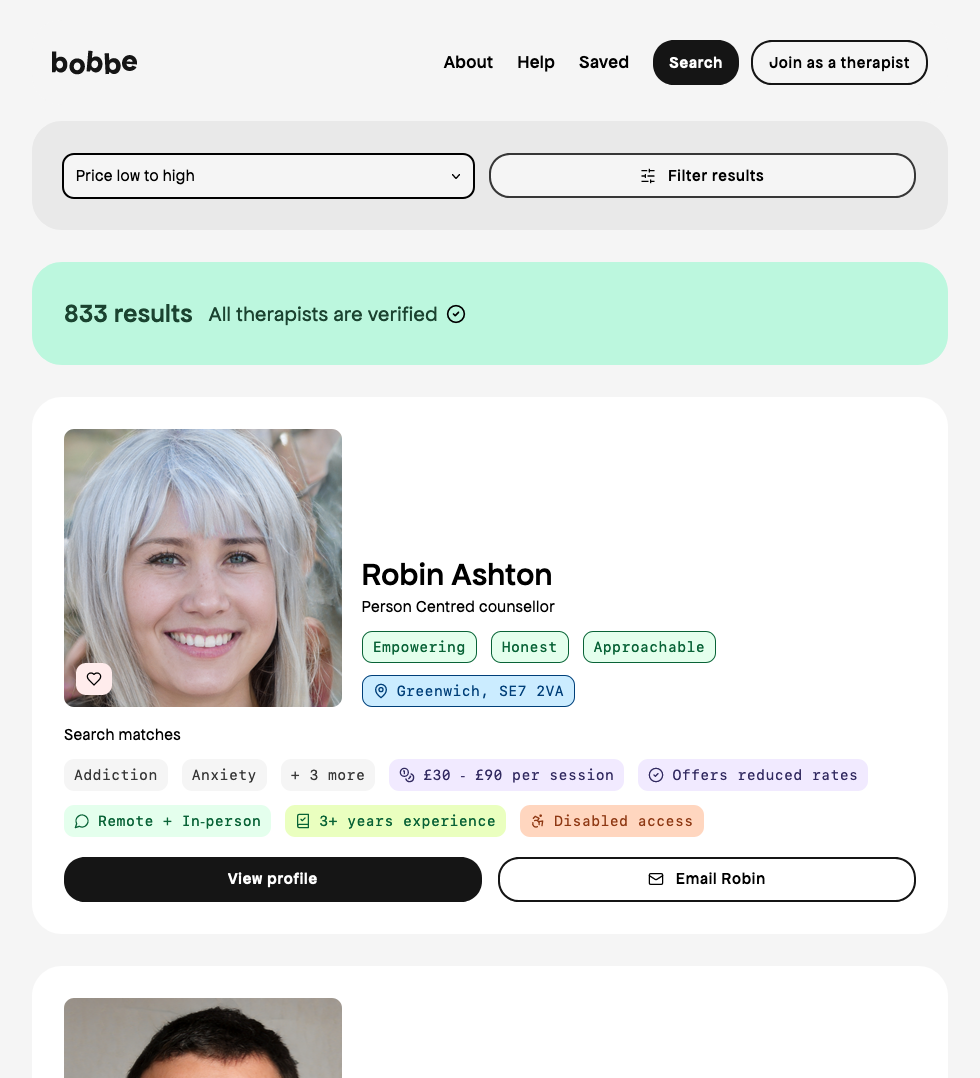 bobbe
About Help Saved Search Join as a therapist
Price low to high Filter results
833 results All therapists are verified
Robin Ashton
Person Centred counsellor
Empowering Honest Approachable
Greenwich, SE7 2VA
Search matches
Addiction Anxiety + 3 more £30 - £90 per session Offers reduced rates
Remote + In-person 3+ years experience Disabled access
View profile Email Robin